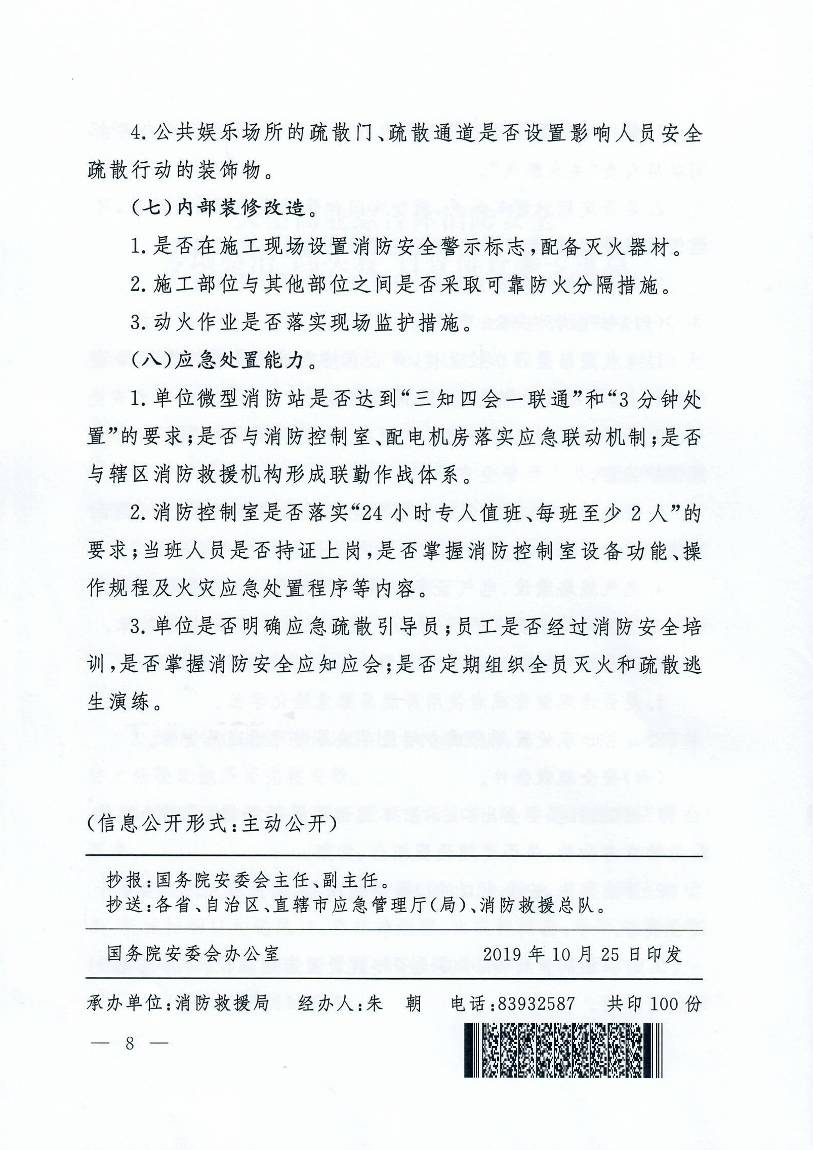 4.公共娱乐场所的疏散门、疏散通道是否设置影响人员安全
疏散行动的装饰物。
(七)内部装修改造。
1.是否在施工现场设置消防安全警示标志,配备灭火器材。
2.施工部位与其他部位之间是否采取可靠防火分隔措施。
3.动火作业是否落实现场监护措施。
(八)应急处置能力。
1.单位微型消防站是否达到“三知四会一联通”和“3分钟处
置”的要求;是否与消防控制室、配电机房落实应急联动机制;是否
与辖区消防救援机构形成联勤作战体系。
2.消防控制室是否落实“24小时专人值班、每班至少2人”的
要求;当班人员是否持证上岗,是否掌握消防控制室设备功能、操
作规程及火灾应急处置程序等内容。
3.单位是否明确应急疏散引导员;员工是否经过消防安全培
训,是否掌握消防安全应知应会;是否定期组织全员灭火和疏散逃
生演练。
(信息公开形式:主动公开)
抄报:国务院安委会主任、副主任。
抄送:各省、自治区、直辖市应急管理厅(局)、消防救援总队。
国务院安委会办公室 2019年10月25日印发
承办单位:消防救援局 经办人:朱 朝 电话:83932587 共印100份
— 8 —